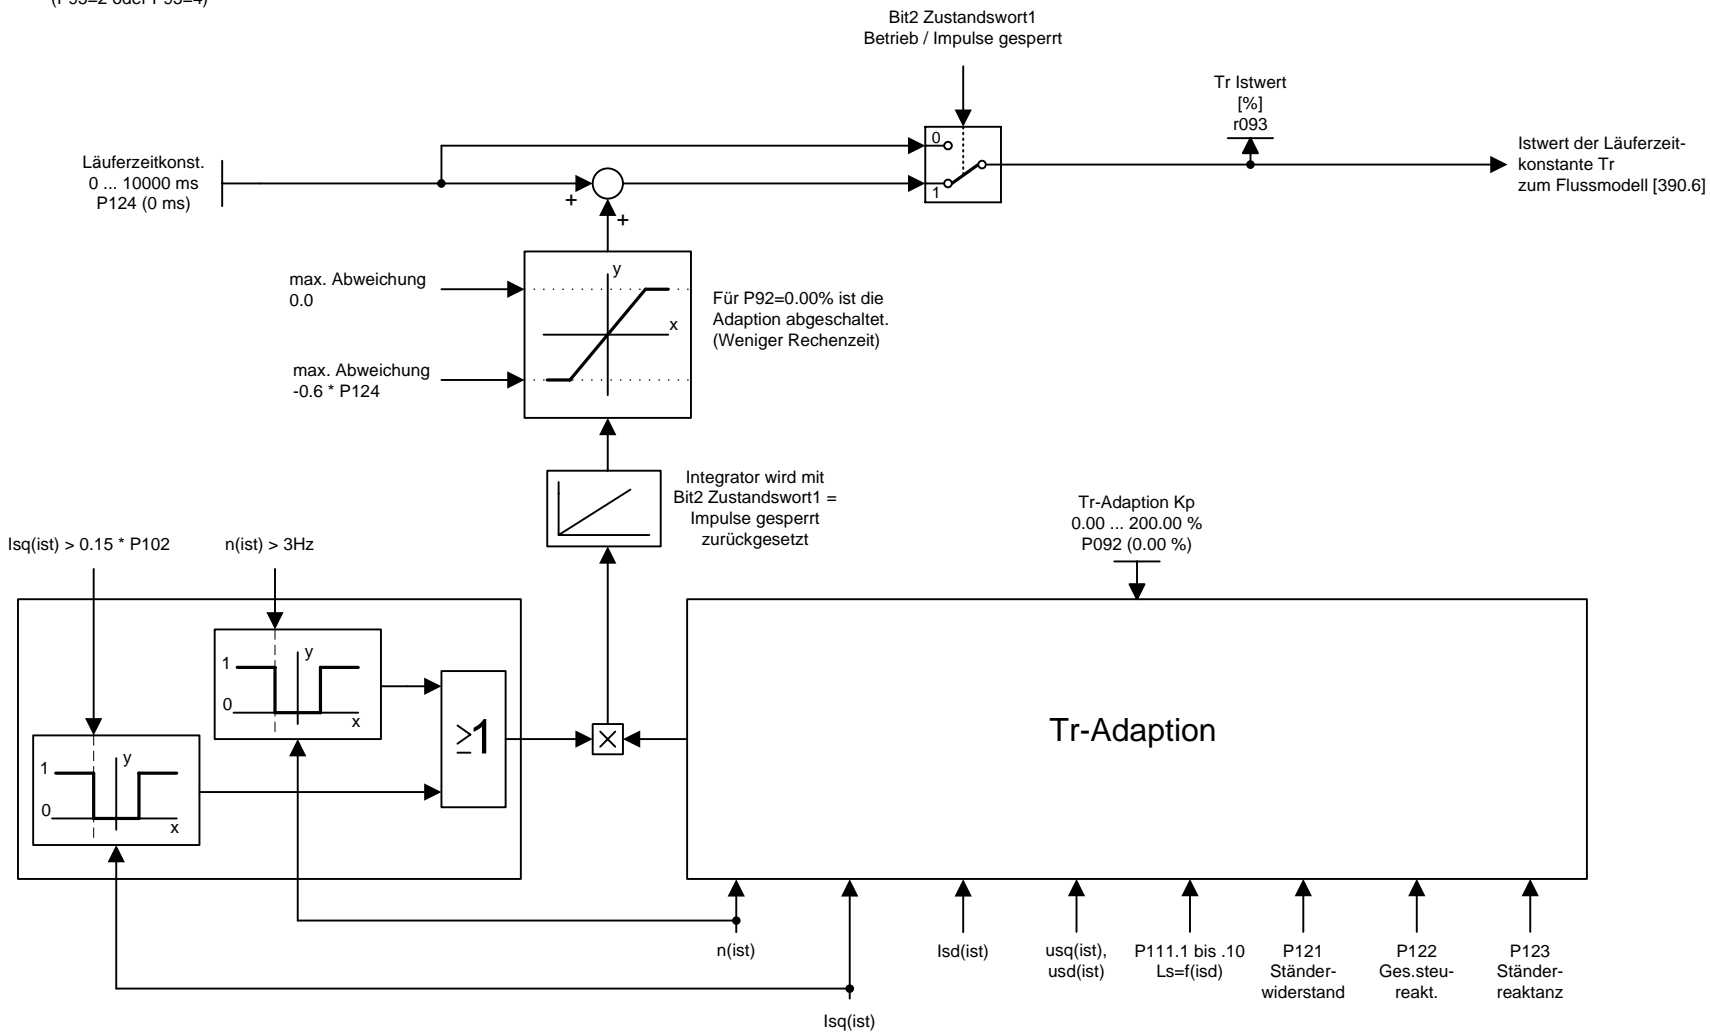 Bit2 Zustandswort1
Betrieb / Impulse gesperrt
Tr Istwert
[%]
r093
0
1
Läuferzeitkonst.
0 ... 10000 ms
P124 (0 ms)
+
+
Istwert der Läuferzeit-
konstante Tr
zum Flussmodell [390.6]
max. Abweichung
0.0
y
x
max. Abweichung
-0.6 * P124
Für P92=0.00% ist die
Adaption abgeschaltet.
(Weniger Rechenzeit)
Integrator wird mit
Bit2 Zustandswort1 =
Impulse gesperrt
zurückgesetzt
Tr-Adaption Kp
0.00 ... 200.00 %
P092 (0.00 %)
Isq(ist) > 0.15 * P102
n(ist) > 3Hz
1
0
y
x
1
0
y
x
≥1
Tr-Adaption
n(ist)
Isq(ist)
Isd(ist)
usq(ist),
usd(ist)
P111.1 bis .10
Ls=f(isd)
P121
Ständer-
widerstand
P122
Ges.steu-
reakt.
P123
Ständer-
reaktanz